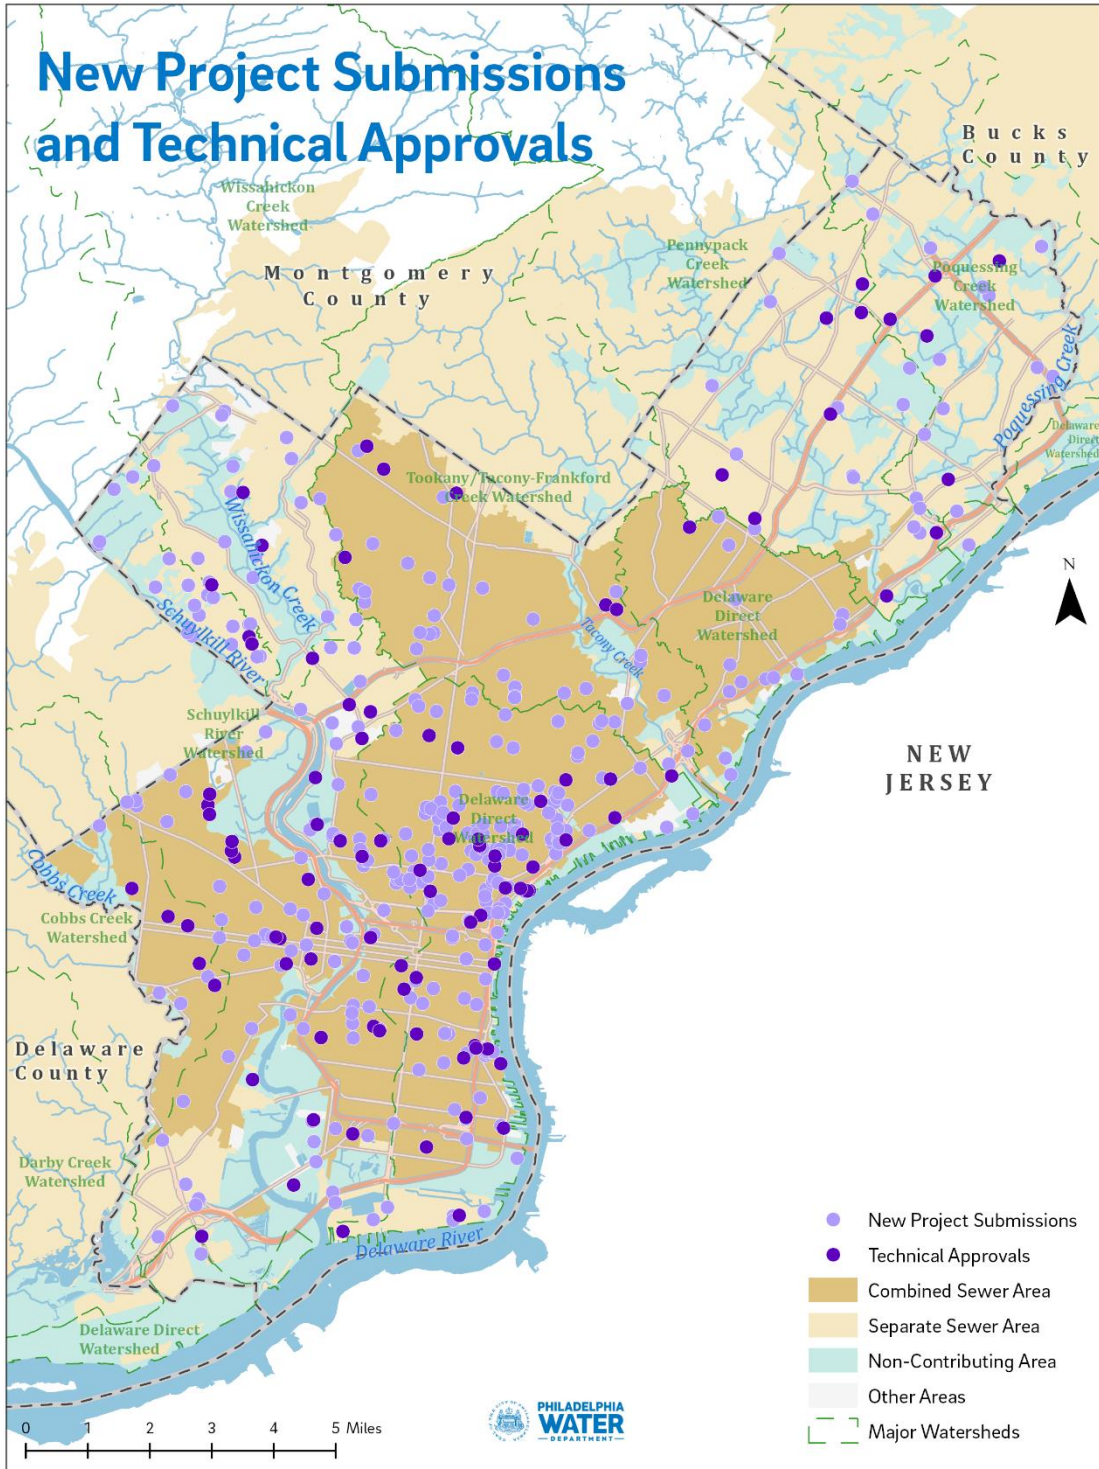 New Project Submissions
and Technical Approvals
Bucks
County
Wissahickon
Creek
Watershed
Pennypack
Creek
Watershed
Montgomery
County
Poquessing
Creek
Watershed
Poquessing Creek
Delaware
Direct
Watershed
Tookany/Tacony-Frankford
Creek Watershed
Wissahickon Creek
N
Delaware
Direct
Watershed
Schuylkill River
Tacony Creek
Schuylkill
River
Watershed
NEW
JERSEY
Delaware
Direct
Watershed
Cobbs Creek
Cobbs Creek
Watershed
Delaware
County
Darby Creek
Watershed
Delaware River
Delaware Direct
Watershed
New Project Submissions
Technical Approvals
Combined Sewer Area
Separate Sewer Area
Non-Contributing Area
Other Areas
Major Watersheds
0 1 2 3 4 5 Miles
PHILADELPHIA
WATER
DEPARTMENT